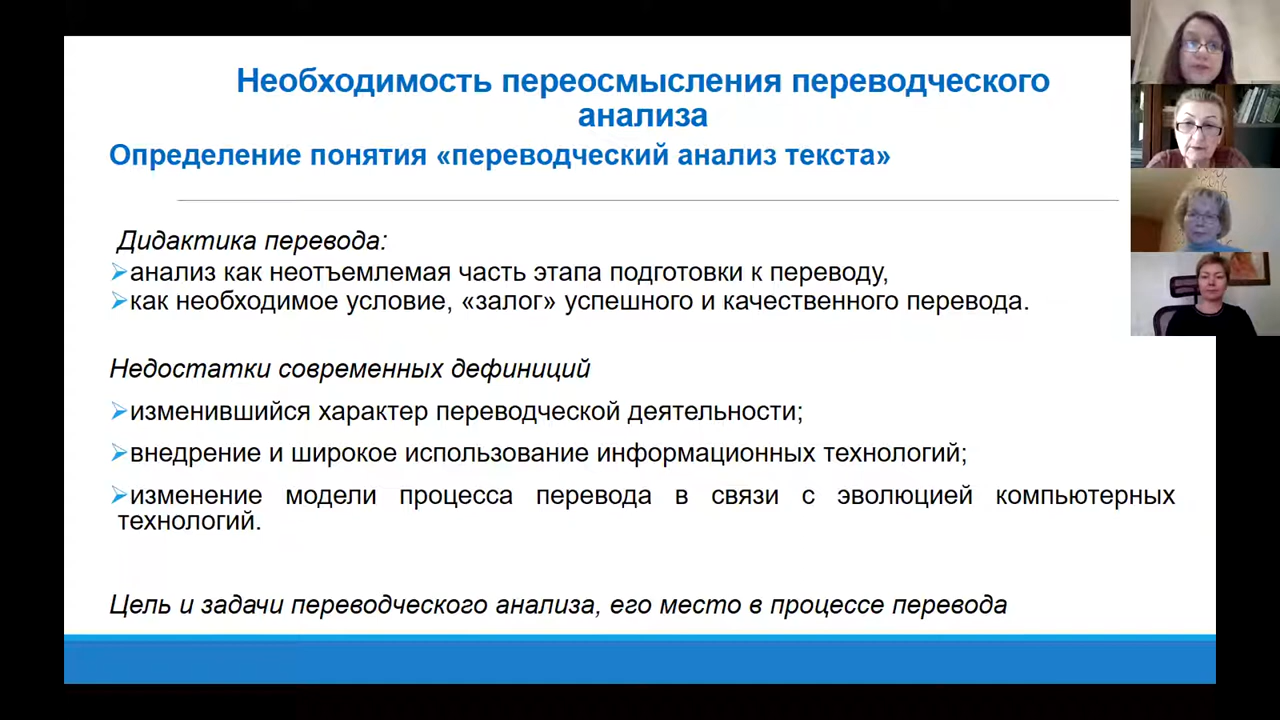 Необходимость переосмысления переводческого
анализа
Определение понятия «переводческий анализ текста»
Дидактика перевода:
анализ как неотъемлемая часть этапа подготовки к переводу,
как необходимое условие, «залог» успешного и качественного перевода.
Недостатки современных дефиниций
изменившийся характер переводческой деятельности;
внедрение и широкое использование информационных технологий;
изменение модели процесса перевода в связи с эволюцией компьютерных
технологий.
Цель и задачи переводческого анализа, его место в процессе перевода